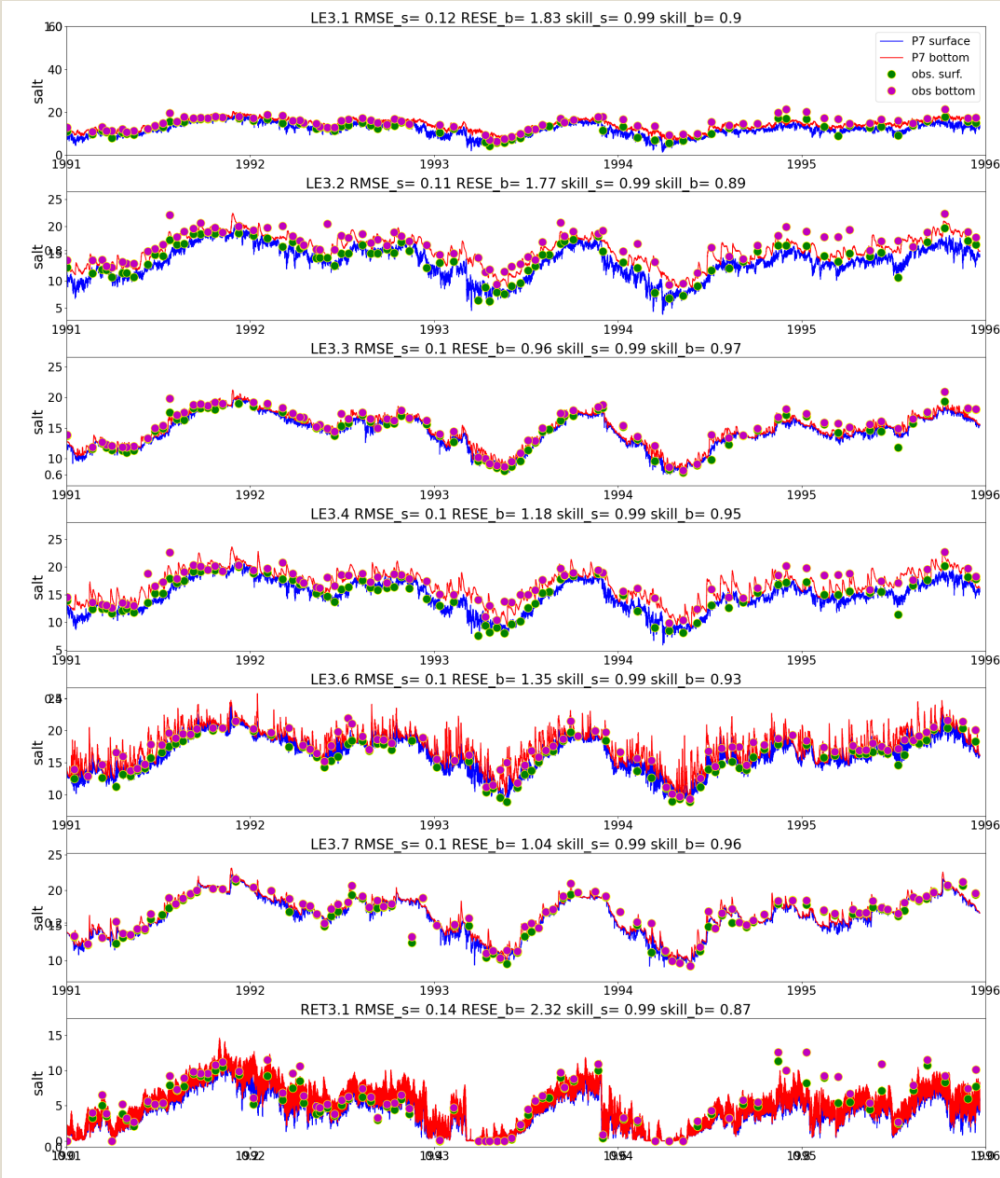 LE3.1 RMSE_s= 0.12 RESE_b= 1.83 skill_s= 0.99 skill_b= 0.9
60
40
20
0
salt
P7 surface
P7 bottom
obs. surf.
obs bottom
1991 1992 1993 1994 1995 1996
LE3.2 RMSE_s= 0.11 RESE_b= 1.77 skill_s= 0.99 skill_b= 0.89
25
20
0.8
10
5
salt
1991 1992 1993 1994 1995 1996
LE3.3 RMSE_s= 0.1 RESE_b= 0.96 skill_s= 0.99 skill_b= 0.97
25
20
15
10
0.6
salt
1991 1992 1993 1994 1995 1996
LE3.4 RMSE_s= 0.1 RESE_b= 1.18 skill_s= 0.99 skill_b= 0.95
25
20
15
10
5
salt
1991 1992 1993 1994 1995 1996
LE3.6 RMSE_s= 0.1 RESE_b= 1.35 skill_s= 0.99 skill_b= 0.93
20
15
10
salt
1991 1992 1993 1994 1995 1996
LE3.7 RMSE_s= 0.1 RESE_b= 1.04 skill_s= 0.99 skill_b= 0.96
25
20
15
10
salt
1991 1992 1993 1994 1995 1996
RET3.1 RMSE_s= 0.14 RESE_b= 2.32 skill_s= 0.99 skill_b= 0.87
15
10
5
salt
1996